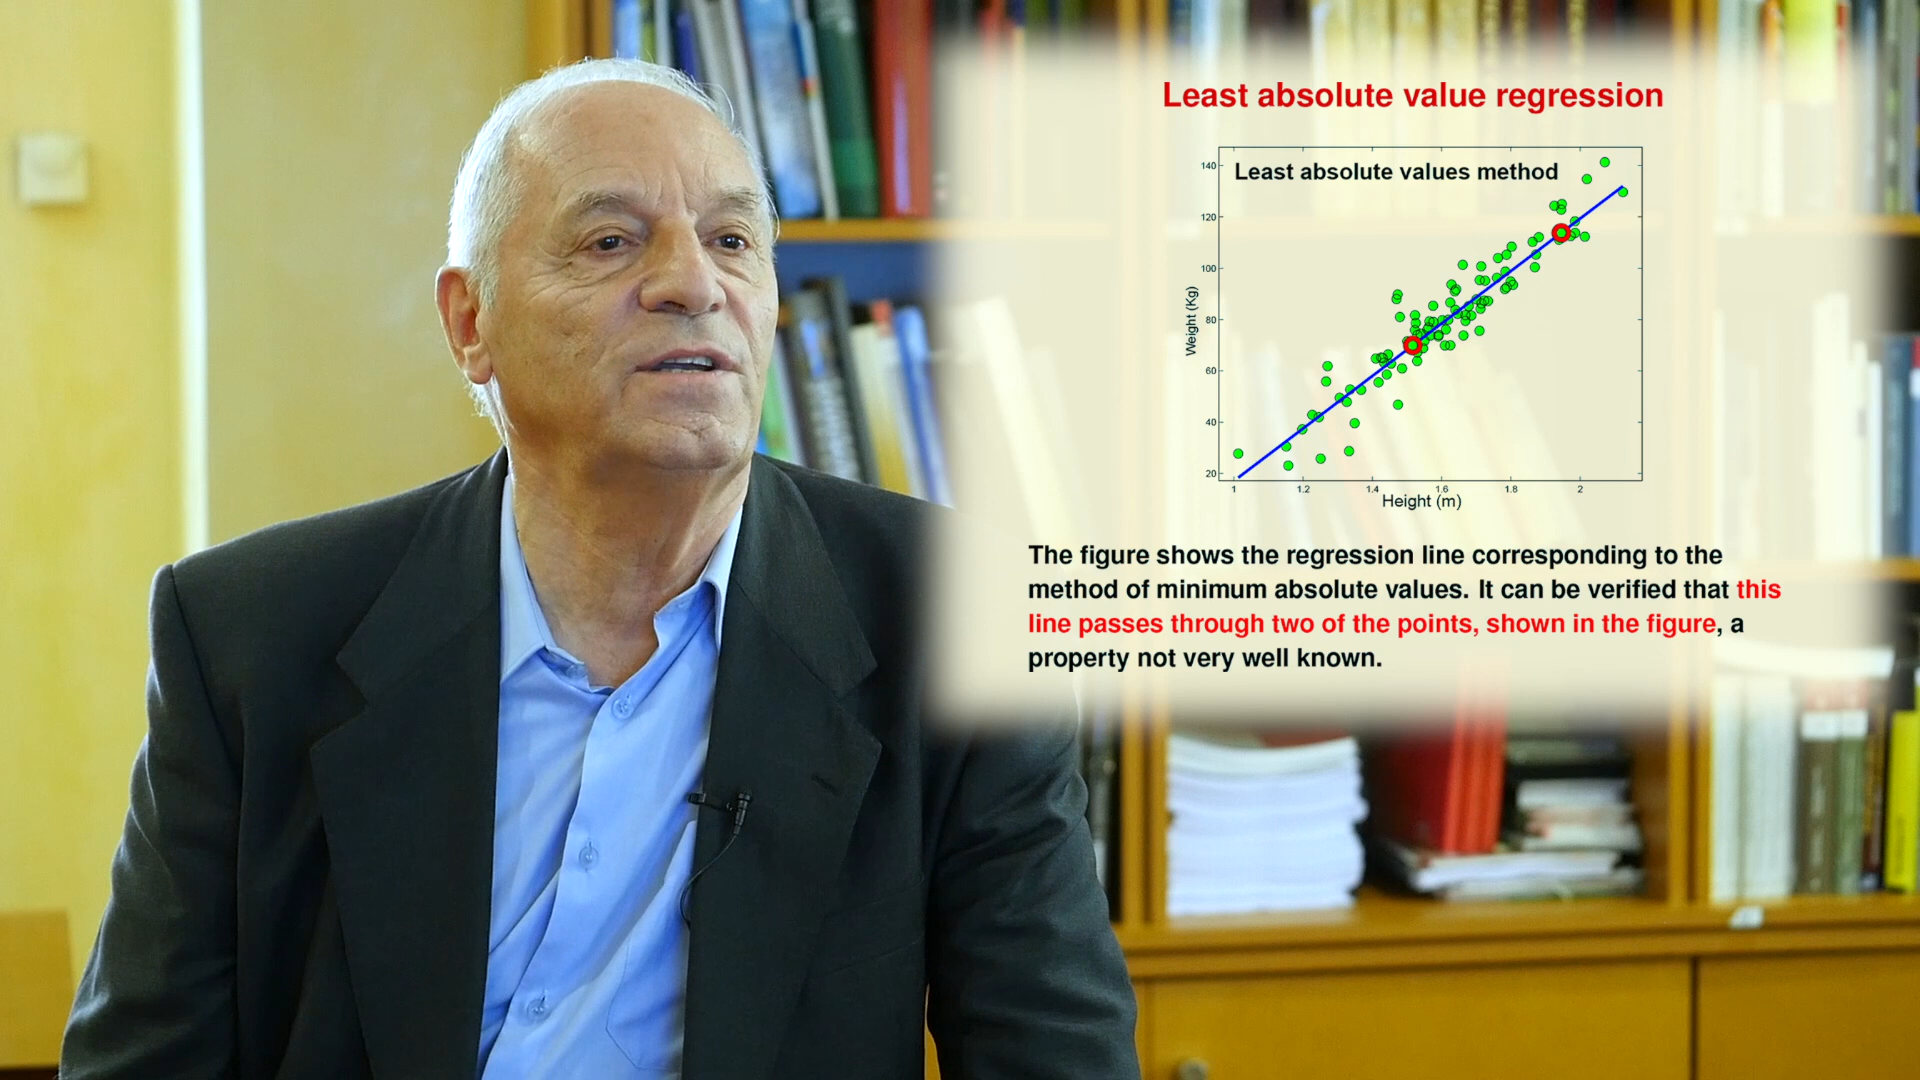 Least absolute value regression
Least absolute values method
140
120
100
80
60
40
20
Weight (Kg)
1 1.2 1.4 1.6 1.8 2
Height (m)
The figure shows the regression line corresponding to the
method of minimum absolute values. It can be verified that this
line passes through two of the points, shown in the figure, a
property not very well known.